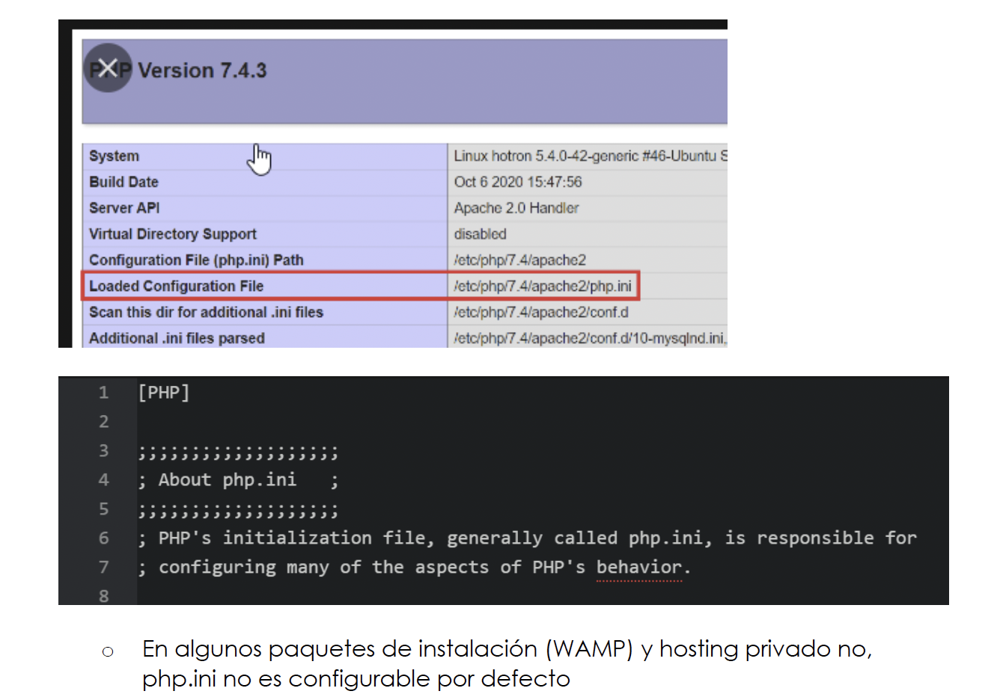 PHP Version 7.4.3
System Linux hotron 5.4.0-42-generic #46-Ubuntu S
Build Date Oct 6 2020 15:47:56
Server API Apache 2.0 Handler
Virtual Directory Support disabled
Configuration File (php.ini) Path /etc/php/7.4/apache2
Loaded Configuration File /etc/php/7.4/apache2/php.ini
Scan this dir for additional .ini files /etc/php/7.4/apache2/conf.d
Additional .ini files parsed /etc/php/7.4/apache2/conf.d/10-mysqlnd.ini,
1 [PHP]
2
3 ;;;;;;;;;;;;;;;;;;;
4 ; About php.ini   ;
5 ;;;;;;;;;;;;;;;;;;;
6 ; PHP's initialization file, generally called php.ini, is responsible for
7 ; configuring many of the aspects of PHP's behavior.
8
o En algunos paquetes de instalación (WAMP) y hosting privado no,
php.ini no es configurable por defecto